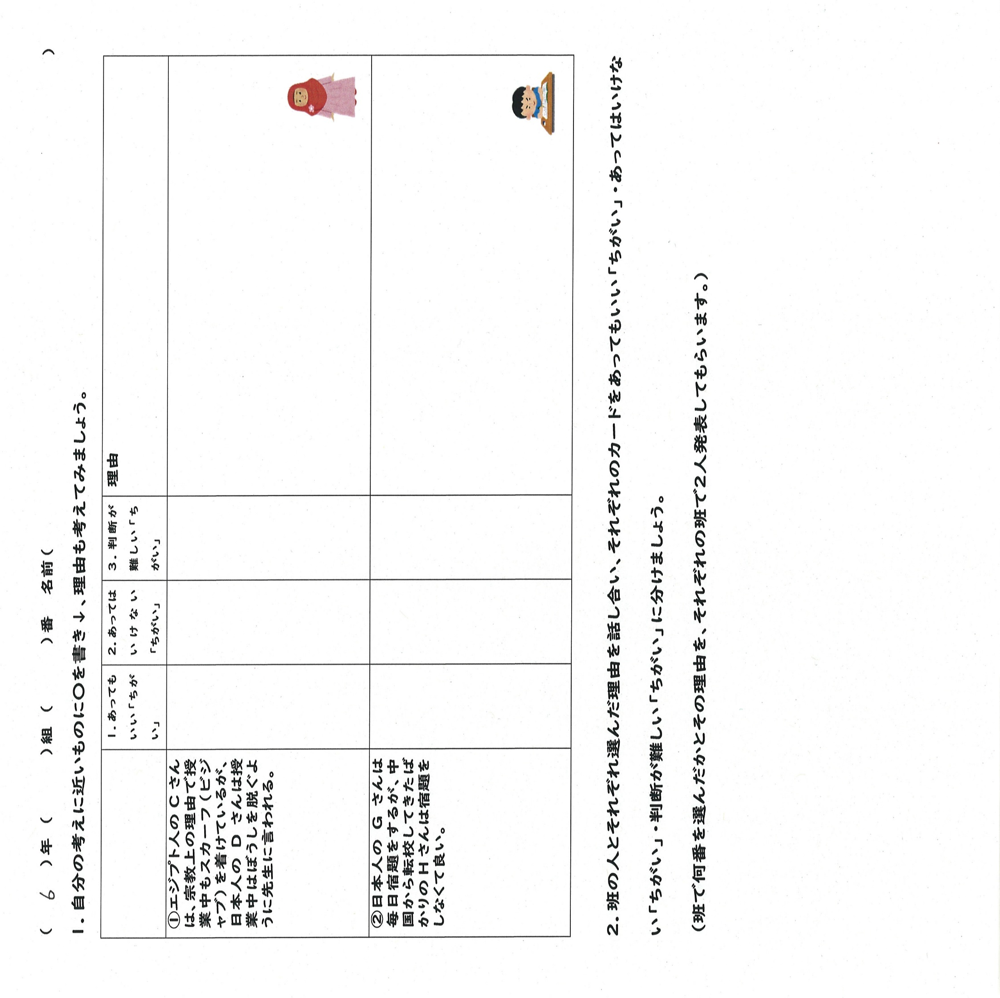 ( 6 )年 ( )組 ( )番 名前( )
1. 自分の考えに近いものに〇を書き↓、理由も考えてみましょう。
1. あっても
いい「ちが
い」
2. あっては
いけない
「ちがい」
3. 判断が
難しい「ち
がい」
理由
①エジプト人の C さん
は、宗教上の理由で授
業中もスカーフ(ビジ
ャブ)を着けているが、
日本人の D さんは授
業中はぼうしを脱ぐよ
うに先生に言われる。
②日本人の G さんは
毎日宿題をするが、中
国から転校してきたば
かりの H さんは宿題を
しなくて良い。
2. 班の人とそれぞれ選んだ理由を話し合い、それぞれのカードをあってもいい「ちがい」・あってはいけな
い「ちがい」・判断が難しい「ちがい」に分けましょう。
(班で何番を選んだかとその理由を、それぞれの班で2人発表してもらいます。)